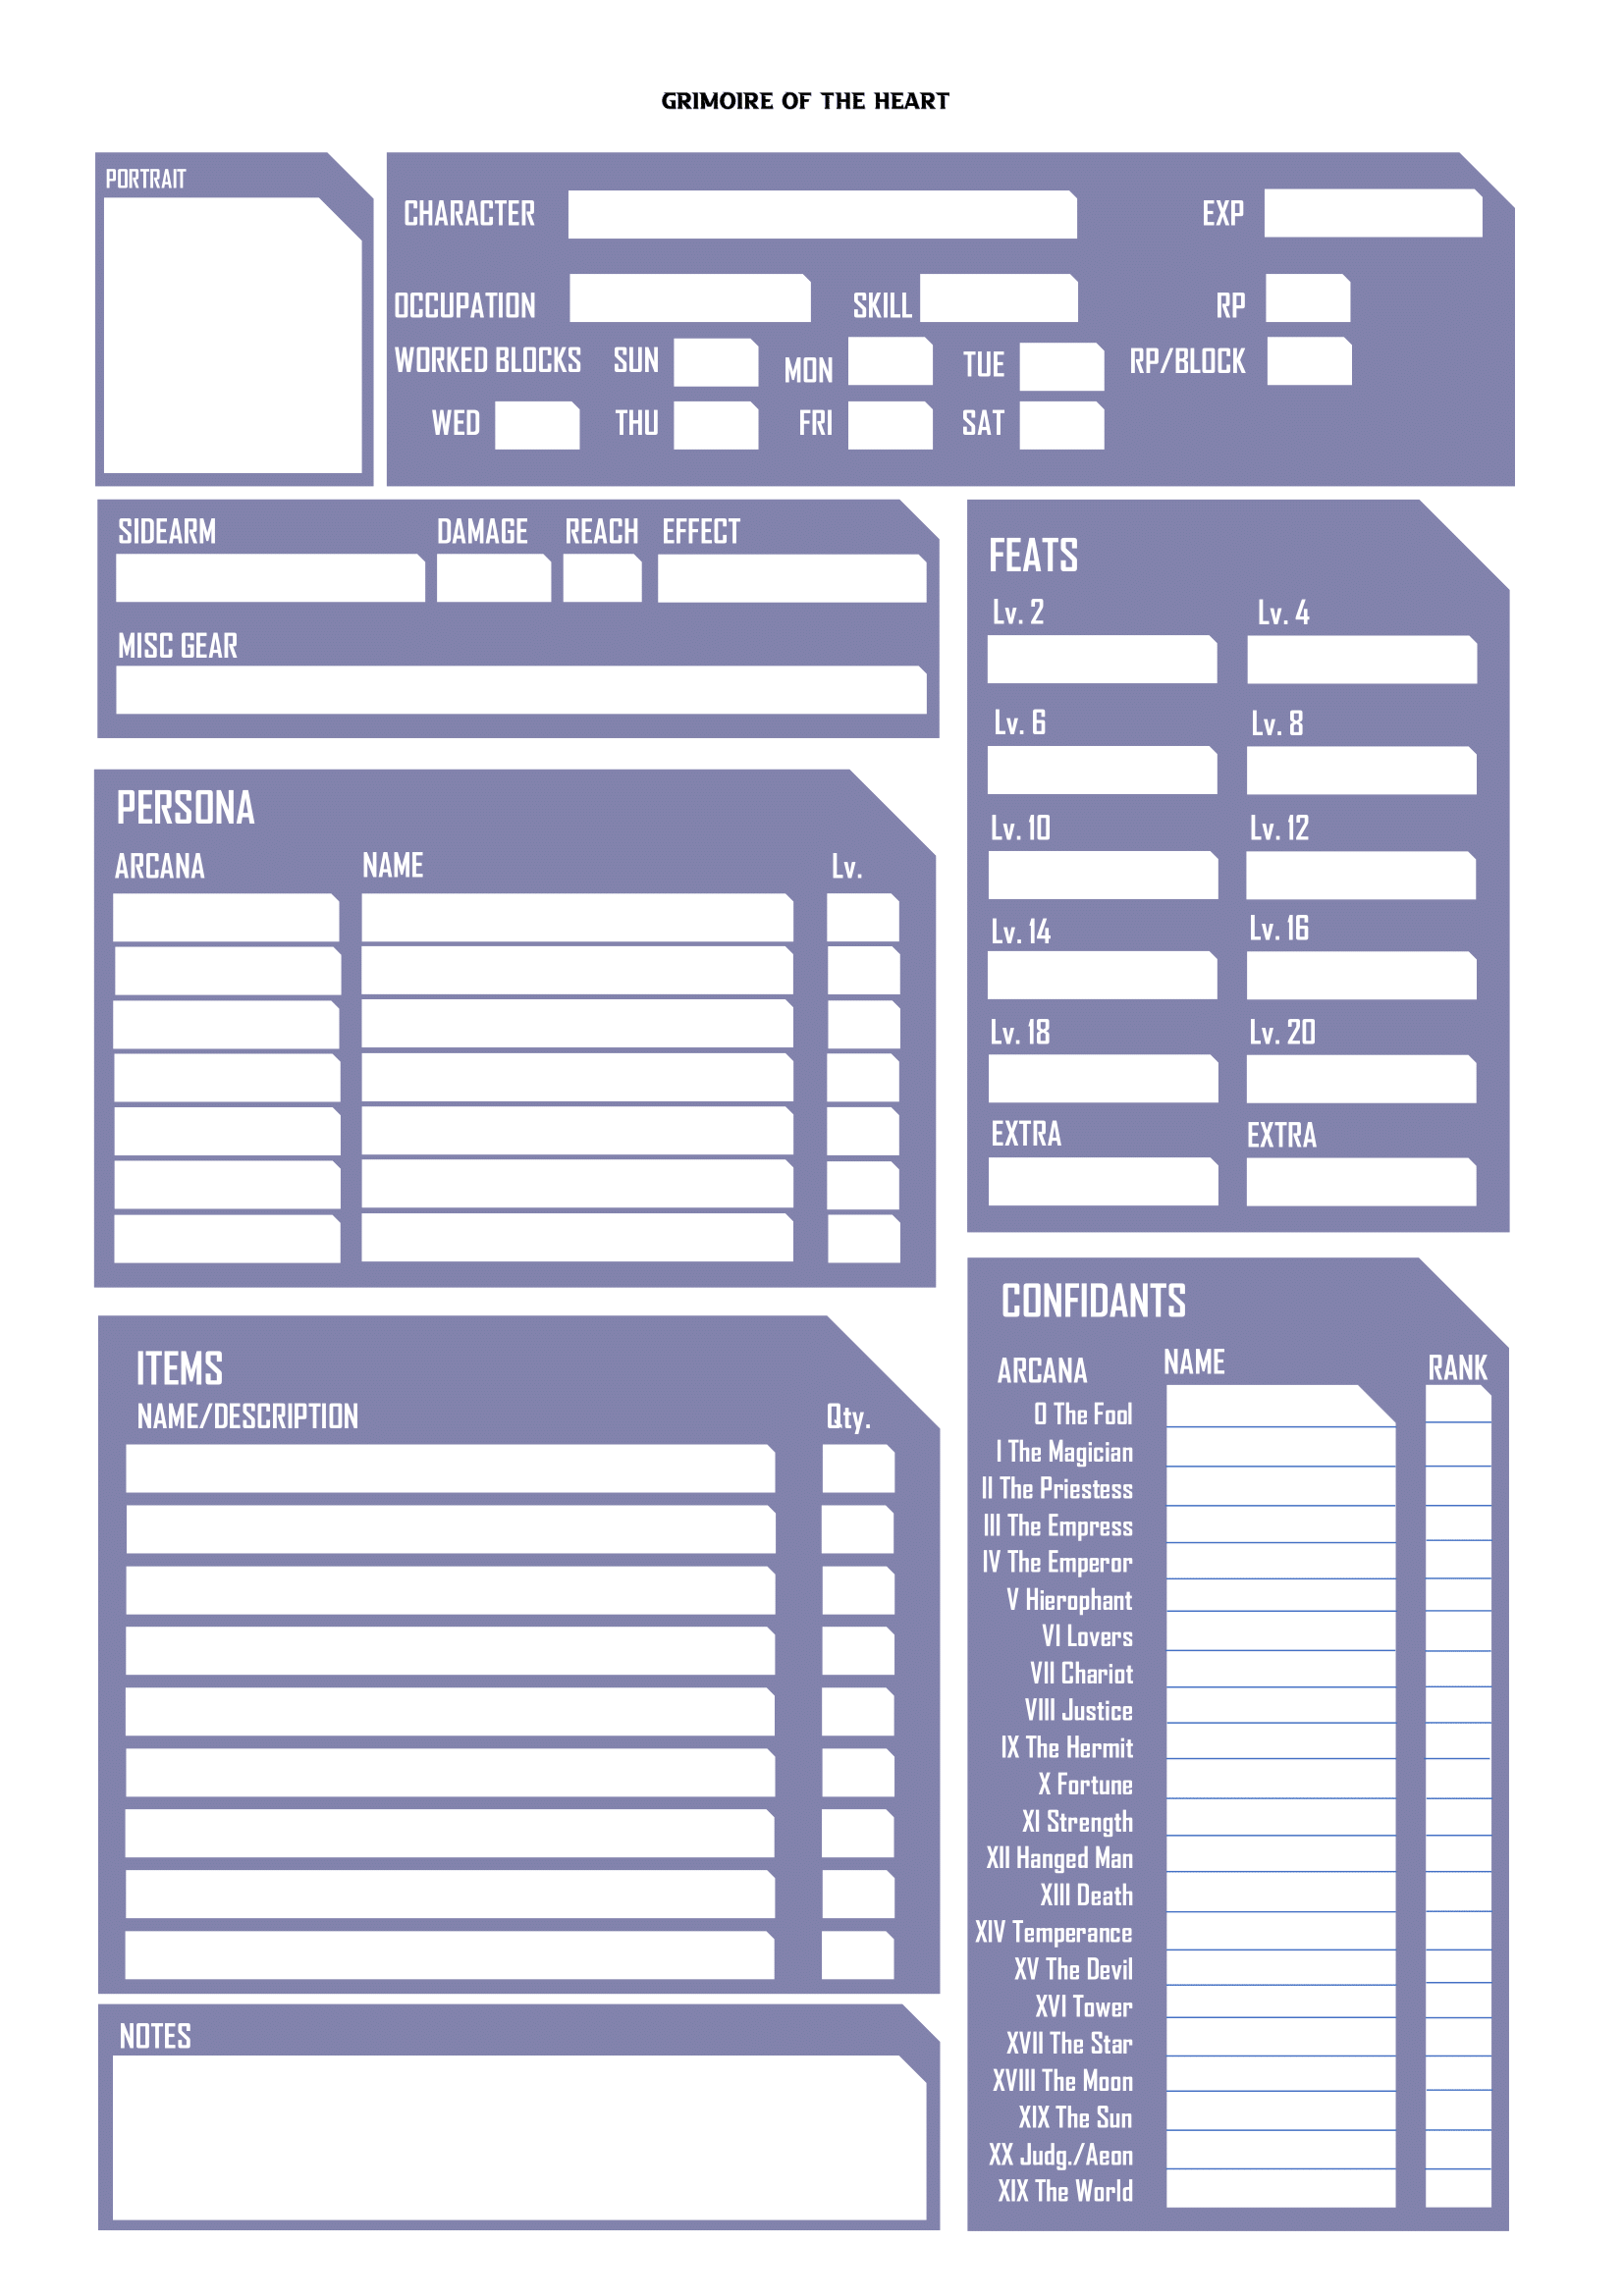 GRIMOIRE OF THE HEART
PORTRAIT
CHARACTER EXP
OCCUPATION SKILL RP
WORKED BLOCKS SUN MON TUE RP/BLOCK
WED THU FRI SAT
SIDEARM DAMAGE REACH EFFECT
MISC GEAR
FEATS
Lv. 2 Lv. 4
Lv. 6 Lv. 8
Lv. 10 Lv. 12
Lv. 14 Lv. 16
Lv. 18 Lv. 20
EXTRA EXTRA
PERSONA
ARCANA NAME Lv.
ITEMS
NAME/DESCRIPTION Qty.
NOTES
CONFIDANTS
ARCANA NAME RANK
0 The Fool
I The Magician
II The Priestess
III The Empress
IV The Emperor
V Hierophant
VI Lovers
VII Chariot
VIII Justice
IX The Hermit
X Fortune
XI Strength
XII Hanged Man
XIII Death
XIV Temperance
XV The Devil
XVI Tower
XVII The Star
XVIII The Moon
XIX The Sun
XX Judg./Aeon
XIX The World